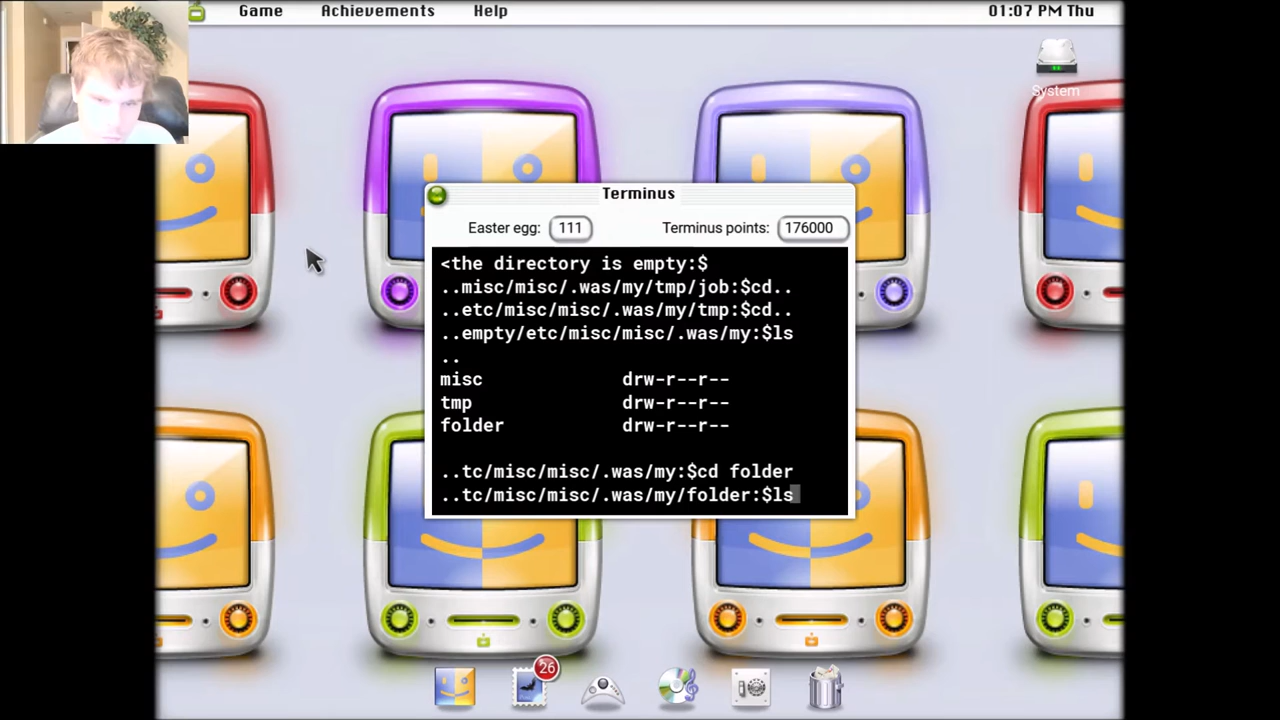 Game Achievements Help 01:07 PM Thu
System
Terminus
Easter egg: 111 Terminus points: 176000
<the directory is empty:$
..misc/misc/.was/my/tmp/job:$cd..
..etc/misc/misc/.was/my/tmp:$cd..
..empty/etc/misc/misc/.was/my:$ls
..
misc drw-r--r--
tmp drw-r--r--
folder drw-r--r--
..tc/misc/misc/.was/my:$cd folder
..tc/misc/misc/.was/my/folder:$ls
26